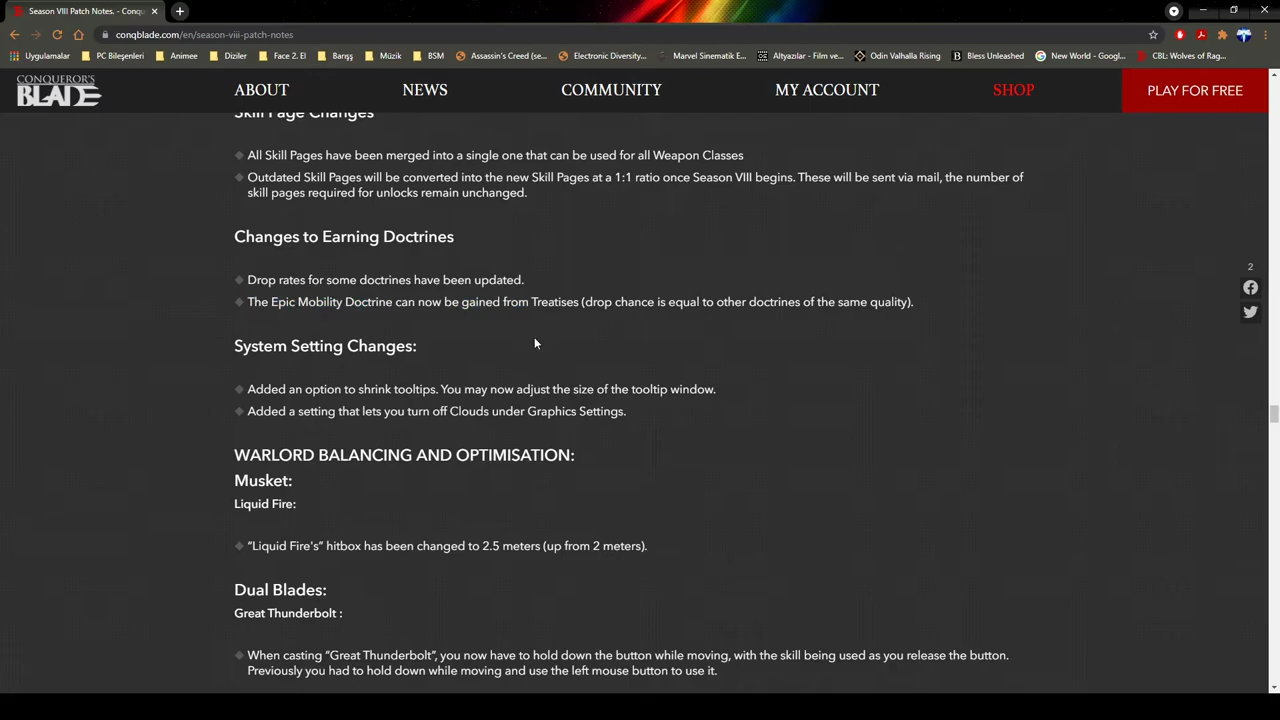 Season VIII Patch Notes. - Conqu
conqblade.com/en/season-viii-patch-notes
Uygulamalar
PC Bileşenleri
Animee
Diziler
Face 2. El
Barışş
Müzik
BSM
Assassin's Creed (se...
Electronic Diversity...
Marvel Sinematik E...
Altyazılar - Film ve...
Odin Valhalla Rising
Bless Unleashed
New World - Googl...
CBL: Wolves of Rag...
CONQUEROR'S
BLADE
ABOUT
NEWS
COMMUNITY
MY ACCOUNT
SHOP
PLAY FOR FREE
Skill Page Changes
All Skill Pages have been merged into a single one that can be used for all Weapon Classes
Outdated Skill Pages will be converted into the new Skill Pages at a 1:1 ratio once Season VIII begins. These will be sent via mail, the number of
skill pages required for unlocks remain unchanged.
Changes to Earning Doctrines
Drop rates for some doctrines have been updated.
The Epic Mobility Doctrine can now be gained from Treatises (drop chance is equal to other doctrines of the same quality).
2
System Setting Changes:
Added an option to shrink tooltips. You may now adjust the size of the tooltip window.
Added a setting that lets you turn off Clouds under Graphics Settings.
WARLORD BALANCING AND OPTIMISATION:
Musket:
Liquid Fire:
“Liquid Fire's” hitbox has been changed to 2.5 meters (up from 2 meters).
Dual Blades:
Great Thunderbolt :
When casting “Great Thunderbolt”, you now have to hold down the button while moving, with the skill being used as you release the button.
Previously you had to hold down while moving and use the left mouse button to use it.